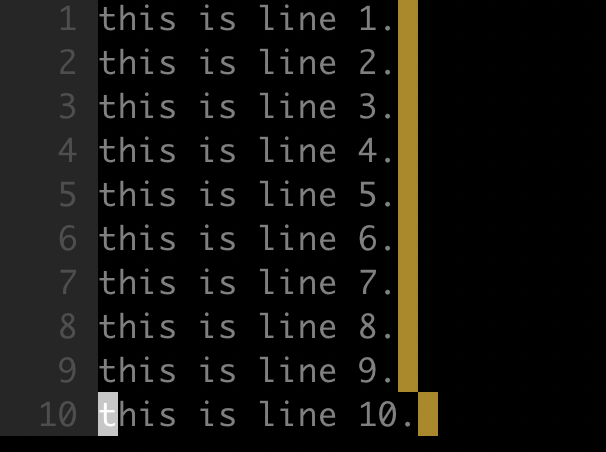 1 this is line 1.
2 this is line 2.
3 this is line 3.
4 this is line 4.
5 this is line 5.
6 this is line 6.
7 this is line 7.
8 this is line 8.
9 this is line 9.
10 this is line 10.